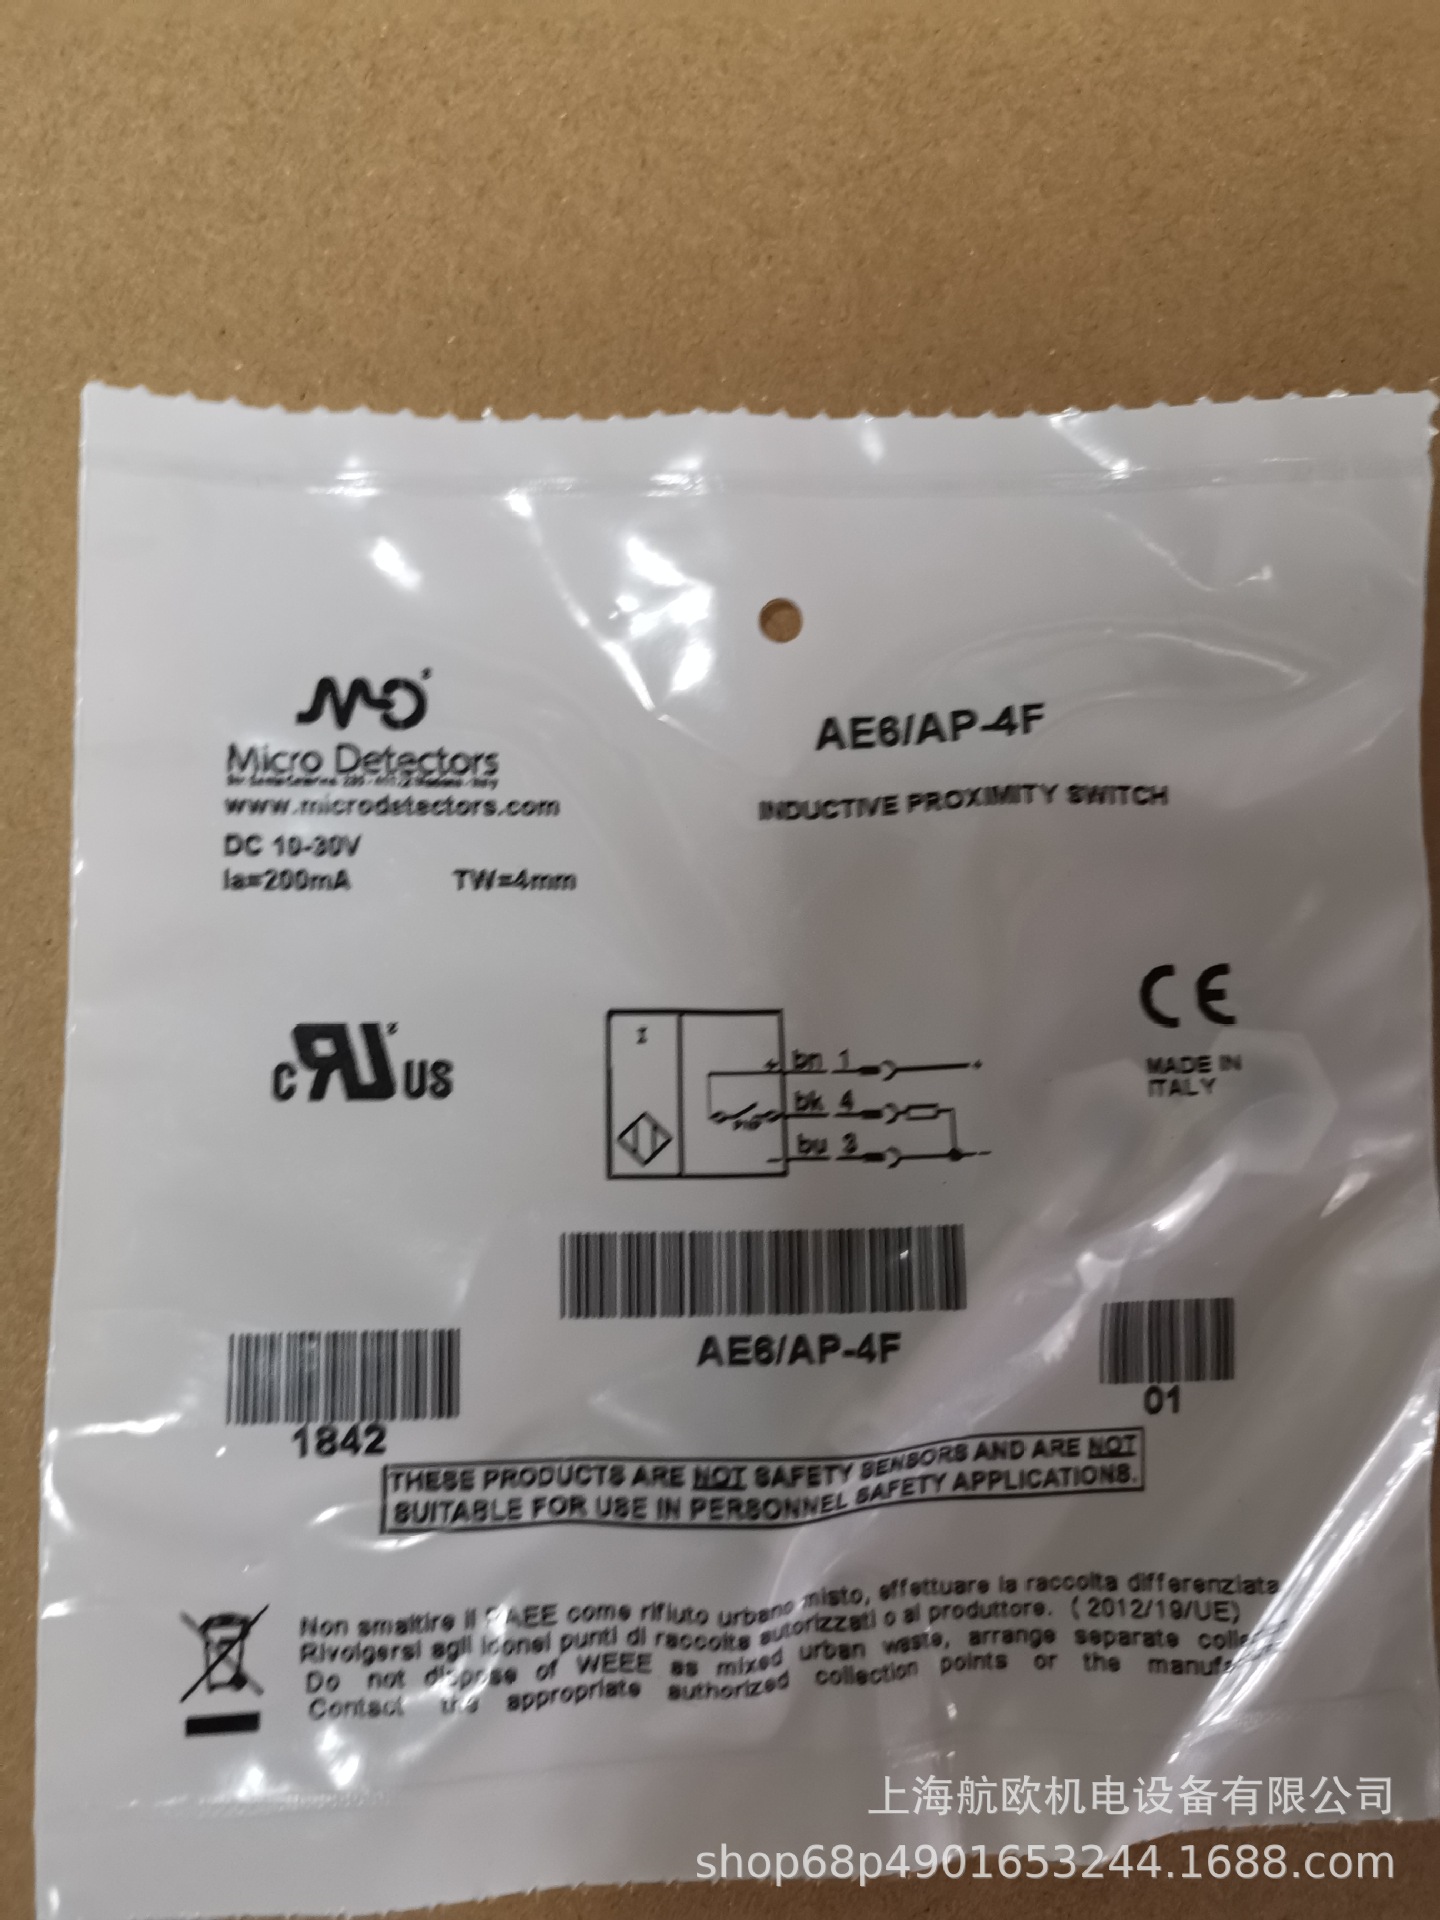 Micro Detectors
www.microdetectors.com
DC 10-30V
Ia=200mA TW=4mm
AE6/AP-4F
INDUCTIVE PROXIMITY SWITCH
c RU US
CE
MADE IN
ITALY
I
+ bn 1 +
bk 4
- bu 3 -
AE6/AP-4F
1842
01
THESE PRODUCTS ARE NOT SAFETY SENSORS AND ARE NOT
SUITABLE FOR USE IN PERSONNEL SAFETY APPLICATIONS.
Non smaltire il RAEE come rifiuto urbano misto, effettuare la raccolta differenziata
Rivolgersi agli idonei punti di raccolta autorizzati o al produttore. ( 2012/19/UE)
Do not dispose of WEEE as mixed urban waste, arrange separate
Contact the appropriate authorized collection points or the
上海航欧机电设备有限公司
shop68p4901653244.1688.com